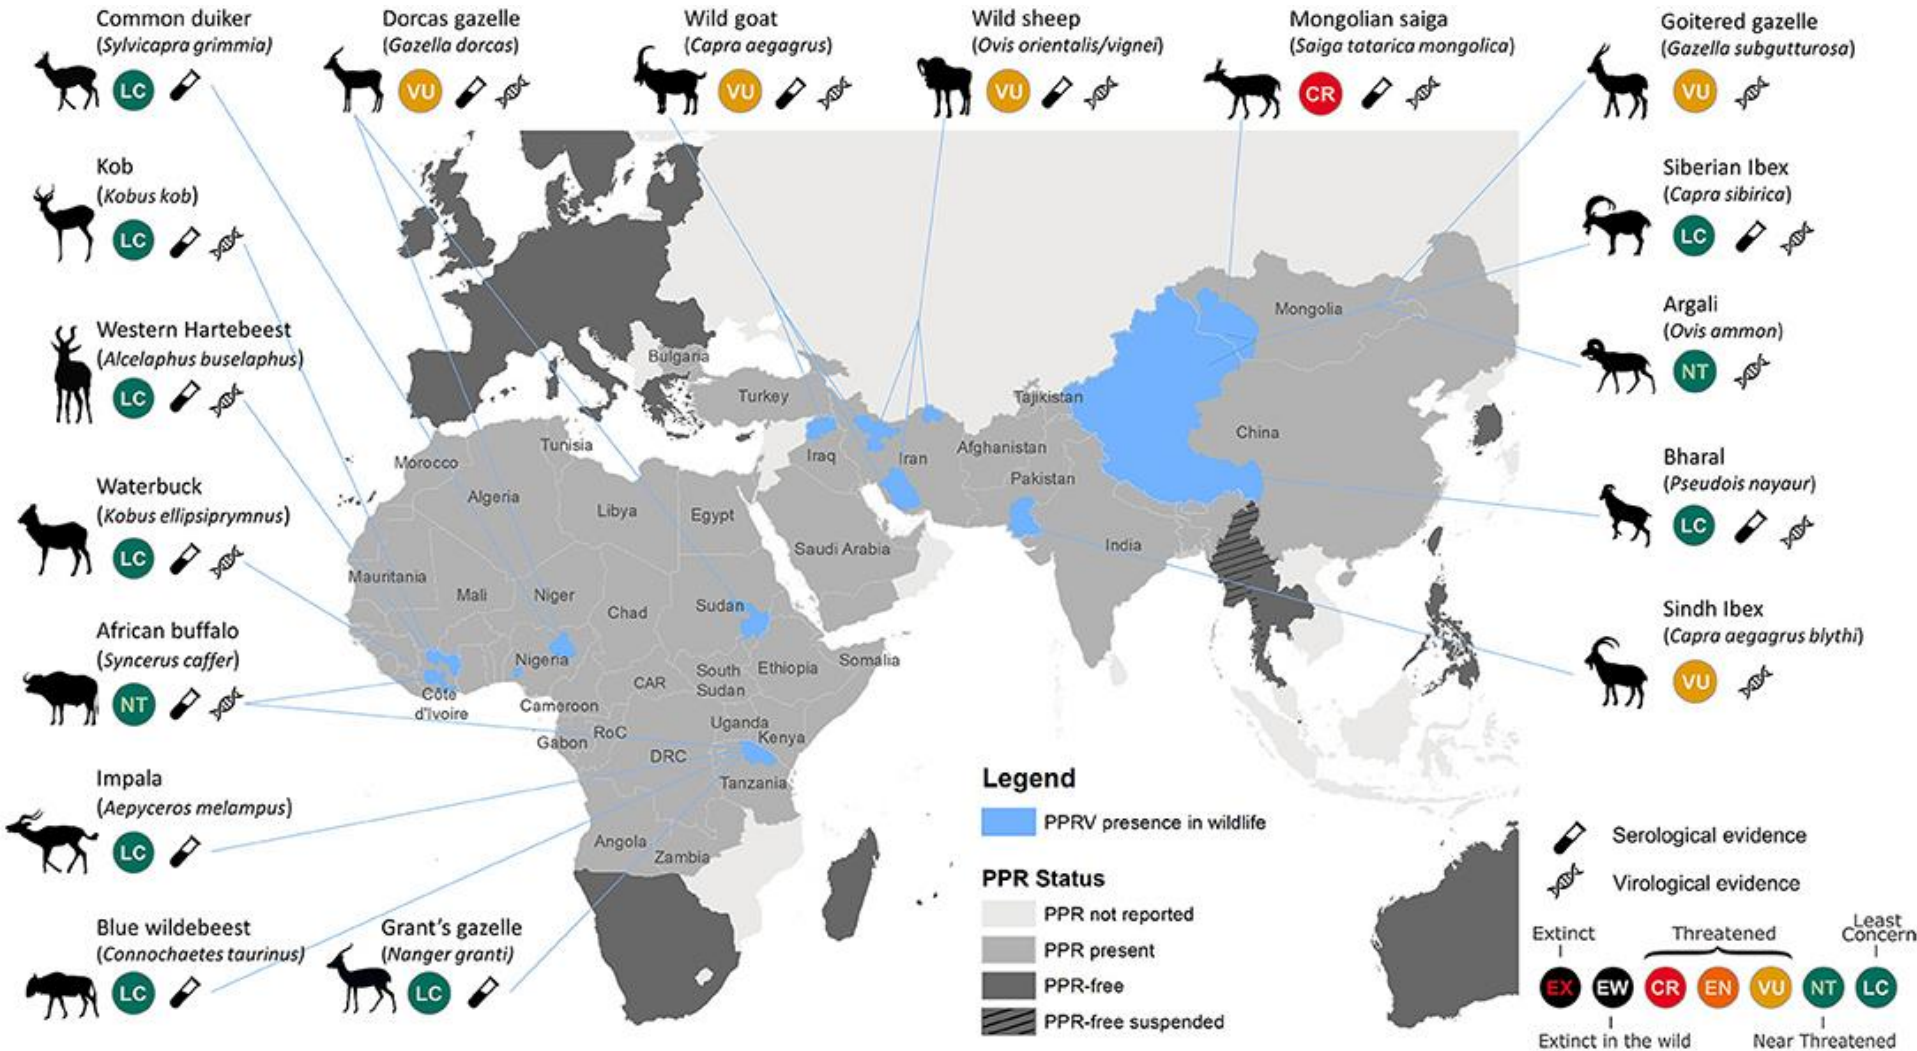 Common duiker
(Sylvicapra grimmia)
LC
Dorcas gazelle
(Gazella dorcas)
VU
Wild goat
(Capra aegagrus)
VU
Wild sheep
(Ovis orientalis/vignei)
VU
Mongolian saiga
(Saiga tatarica mongolica)
CR
Goitered gazelle
(Gazella subgutturosa)
VU
Kob
(Kobus kob)
LC
Western Hartebeest
(Alcelaphus buselaphus)
LC
Waterbuck
(Kobus ellipsiprymnus)
LC
African buffalo
(Syncerus caffer)
NT
Impala
(Aepyceros melampus)
LC
Blue wildebeest
(Connochaetes taurinus)
LC
Grant's gazelle
(Nanger granti)
LC
Siberian Ibex
(Capra sibirica)
LC
Argali
(Ovis ammon)
NT
Bharal
(Pseudois nayaur)
LC
Sindh Ibex
(Capra aegagrus blythi)
VU
Mongolia
Bulgaria
Turkey
Tajikistan
China
Tunisia
Morocco
Iraq
Iran
Afghanistan
Pakistan
Algeria
Libya
Egypt
Saudi Arabia
India
Mauritania
Mali
Niger
Chad
Sudan
Nigeria
South
Sudan
Ethiopia
Somalia
CAR
Côte
d'Ivoire
Cameroon
Uganda
Kenya
RoC
Gabon
DRC
Tanzania
Angola
Zambia
Legend
PPRV presence in wildlife
PPR Status
PPR not reported
PPR present
PPR-free
PPR-free suspended
Serological evidence
Virological evidence
Extinct
Threatened
Least
Concern
EX
EW
CR
EN
VU
NT
LC
Extinct in the wild
Near Threatened